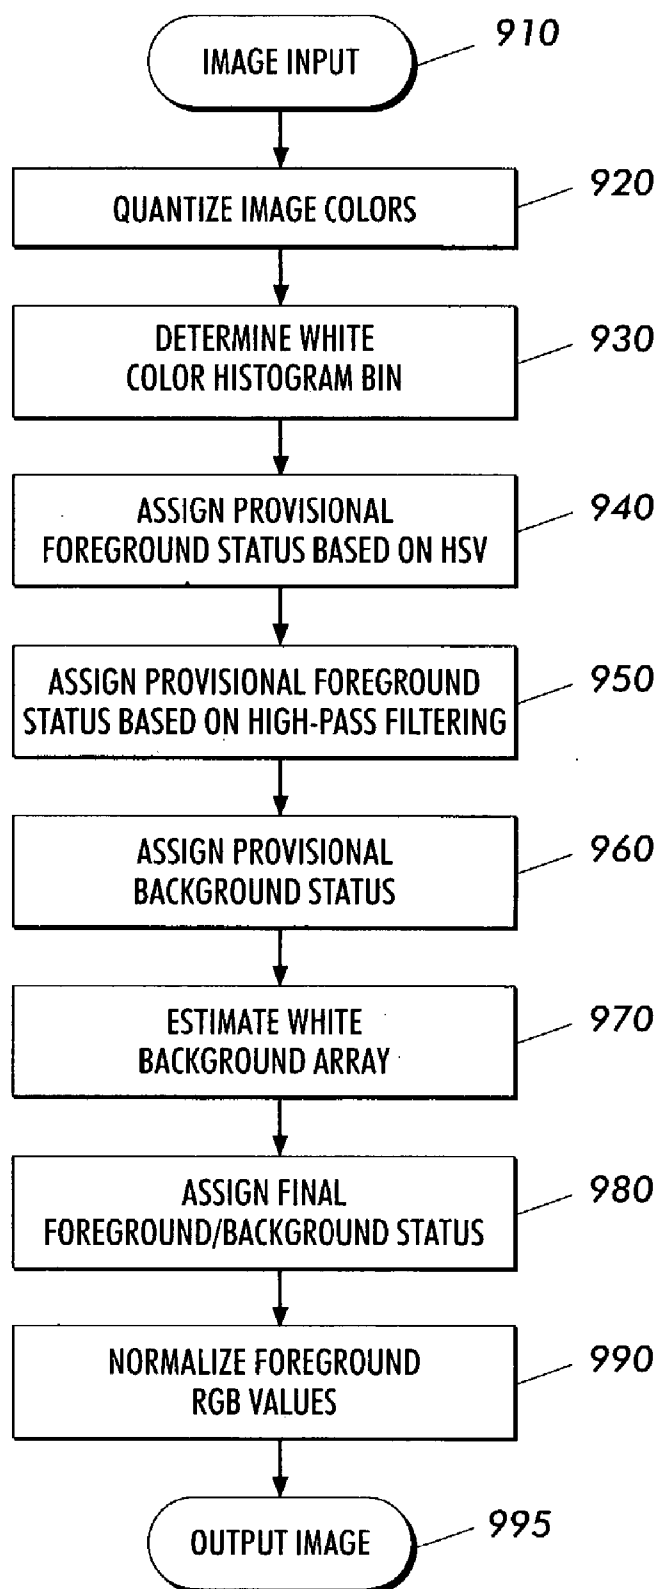 IMAGE INPUT
910
QUANTIZE IMAGE COLORS
920
DETERMINE WHITE
COLOR HISTOGRAM BIN
930
ASSIGN PROVISIONAL
FOREGROUND STATUS BASED ON HSV
940
ASSIGN PROVISIONAL FOREGROUND
STATUS BASED ON HIGH-PASS FILTERING
950
ASSIGN PROVISIONAL
BACKGROUND STATUS
960
ESTIMATE WHITE
BACKGROUND ARRAY
970
ASSIGN FINAL
FOREGROUND/BACKGROUND STATUS
980
NORMALIZE FOREGROUND
RGB VALUES
990
OUTPUT IMAGE
995